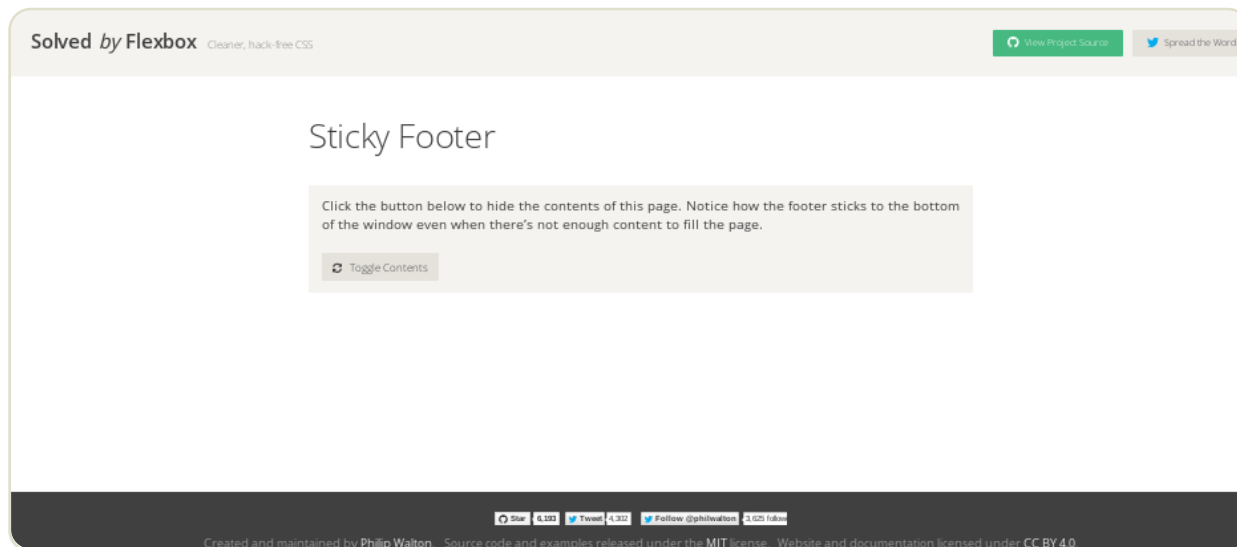 Solved by Flexbox Cleaner, hack-free CSS
View Project Source
Spread the Word
Sticky Footer
Click the button below to hide the contents of this page. Notice how the footer sticks to the bottom
of the window even when there’s not enough content to fill the page.
Toggle Contents
Star 6,193 Tweet 4,302 Follow @philwalton 3,625 follow
Created and maintained by Philip Walton. Source code and examples released under the MIT license. Website and documentation licensed under CC BY 4.0